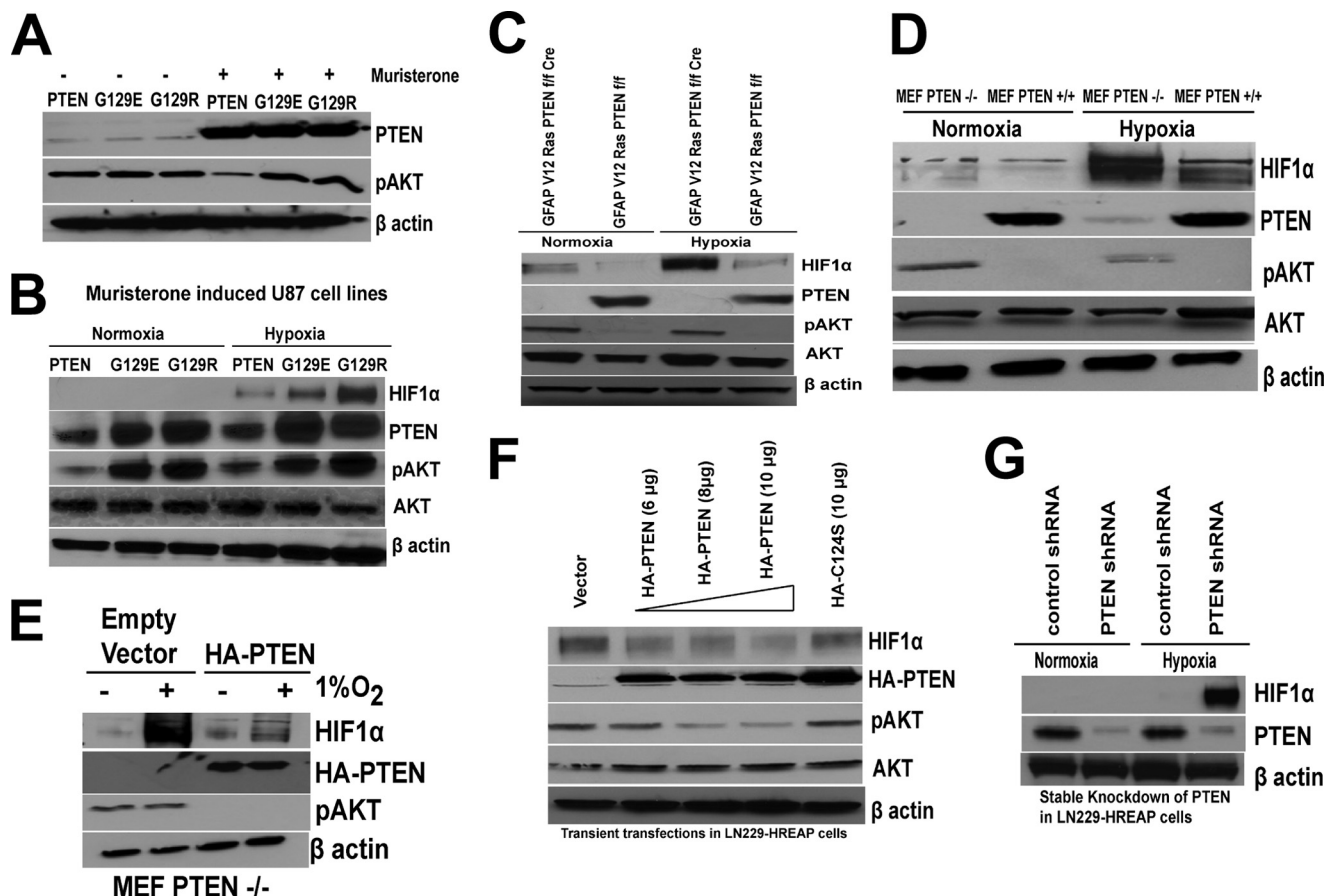 A
- - - + + + Muristerone
PTEN G129E G129R PTEN G129E G129R
PTEN
pAKT
β actin
B
Muristerone induced U87 cell lines
Normoxia Hypoxia
PTEN G129E G129R PTEN G129E G129R
HIF1α
PTEN
pAKT
AKT
β actin
C
GFAP V12 Ras PTEN f/f Cre
GFAP V12 Ras PTEN f/f
GFAP V12 Ras PTEN f/f Cre
GFAP V12 Ras PTEN f/f
Normoxia Hypoxia
HIF1α
PTEN
pAKT
AKT
β actin
D
MEF PTEN -/- MEF PTEN +/+ MEF PTEN -/- MEF PTEN +/+
Normoxia Hypoxia
HIF1α
PTEN
pAKT
AKT
β actin
E
Empty
Vector HA-PTEN
- + - + 1%O2
HIF1α
HA-PTEN
pAKT
β actin
MEF PTEN -/-
F
Vector
HA-PTEN (6 µg)
HA-PTEN (8µg)
HA-PTEN (10 µg)
HA-C124S (10 µg)
HIF1α
HA-PTEN
pAKT
AKT
β actin
Transient transfections in LN229-HREAP cells
G
control shRNA
PTEN shRNA
control shRNA
PTEN shRNA
Normoxia Hypoxia
HIF1α
PTEN
β actin
Stable Knockdown of PTEN
in LN229-HREAP cells